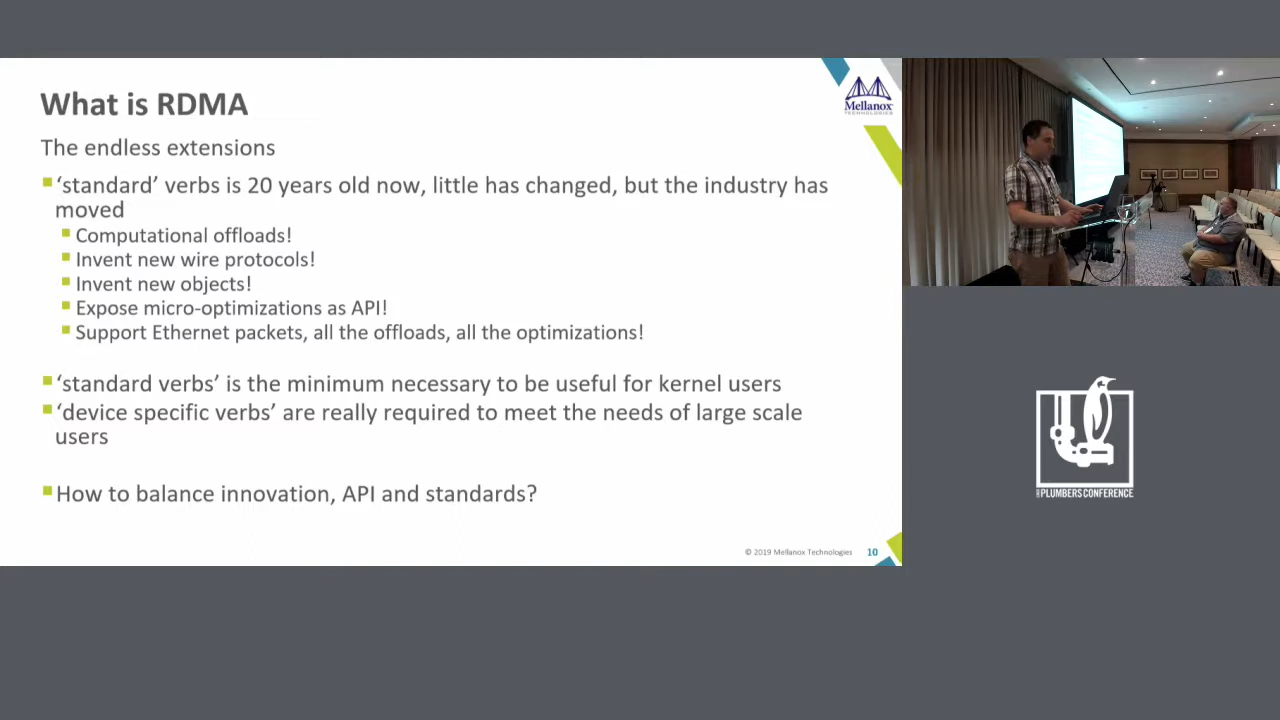 What is RDMA
Mellanox
TECHNOLOGIES
The endless extensions
‘standard’ verbs is 20 years old now, little has changed, but the industry has
moved
Computational offloads!
Invent new wire protocols!
Invent new objects!
Expose micro-optimizations as API!
Support Ethernet packets, all the offloads, all the optimizations!
‘standard verbs’ is the minimum necessary to be useful for kernel users
‘device specific verbs’ are really required to meet the needs of large scale
users
How to balance innovation, API and standards?
© 2019 Mellanox Technologies 10
PLUMBERS CONFERENCE